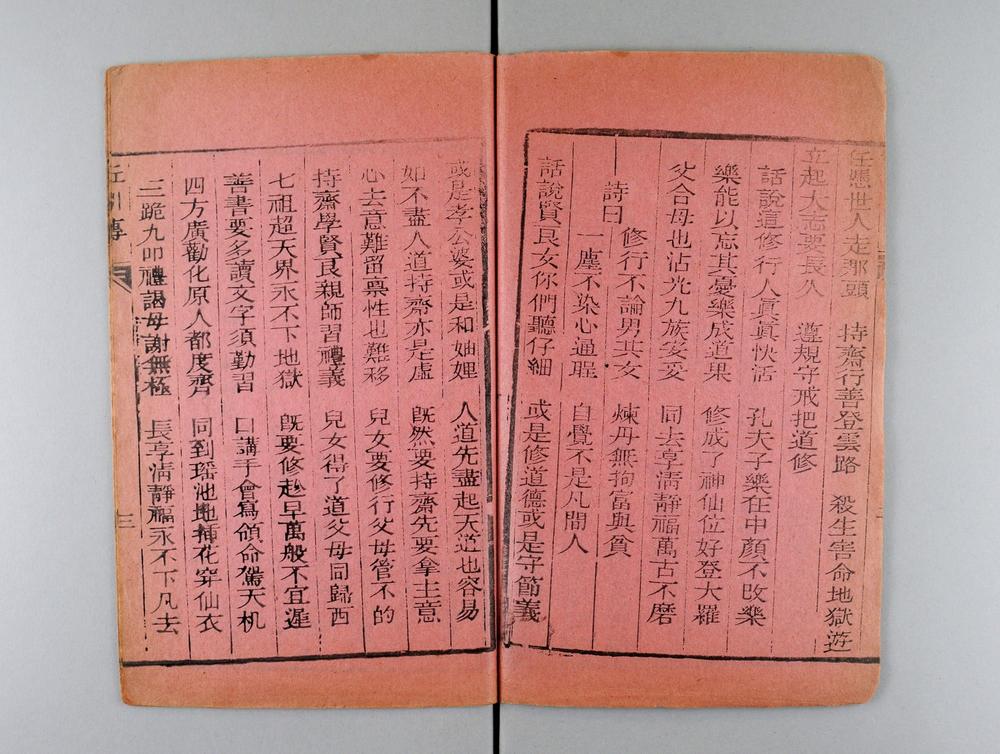 任憑世人走那頭 持齋行善登雲路 殺生害命地獄遊
立起大志要長久 遵規守戒把道修
話說這修行人真真快活 孔夫子樂在中顏不改樂
樂能以忘其憂樂成道果 修成了神仙位好登大羅
父合母也沾光九族妥妥 同去享淸靜福萬古不磨
修行不論男共女 煉丹無拘富與貧
詩曰
一塵不染心通 自覺不是凡間人
話說賢良女你們聽仔細 或是修道德或是守節義
或是孝公婆或是和妯娌 人道先盡起天道也容易
如不盡人道持齋亦是虛 旣然要持齋先要拿主意
心去意難留稟性也難移 兒女要修行父母管不的
持齋學賢良親師習禮義 兒女得了道父母同歸西
七祖超天界永不下地獄 旣要修趁早萬般不宜遲
善書要多讀文字須勤習 口講手會寫領命駕天机
四方廣勸化原人都度齊 同到瑤池地揷花穿仙衣
三跪九叩禮謁母謝無極 長享淸靜福永不下凡去
傳
三